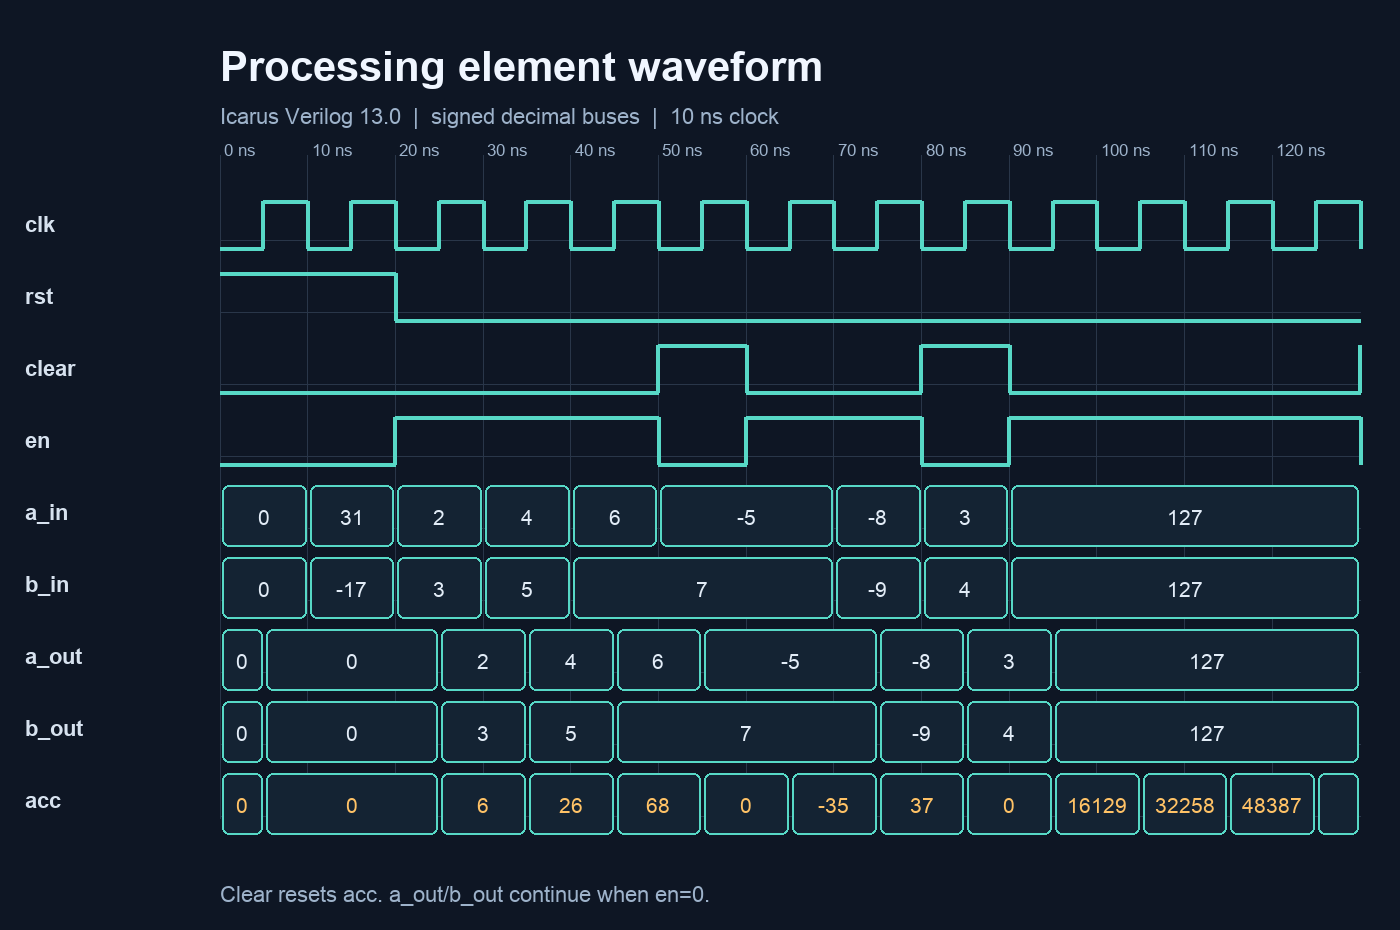 Processing element waveform
Icarus Verilog 13.0 | signed decimal buses | 10 ns clock
0 ns 10 ns 20 ns 30 ns 40 ns 50 ns 60 ns 70 ns 80 ns 90 ns 100 ns 110 ns 120 ns
clk
rst
clear
en
a_in 0 31 2 4 6 -5 -8 3 127
b_in 0 -17 3 5 7 -9 4 127
a_out 0 0 2 4 6 -5 -8 3 127
b_out 0 0 3 5 7 -9 4 127
acc 0 0 6 26 68 0 -35 37 0 16129 32258 48387
Clear resets acc. a_out/b_out continue when en=0.